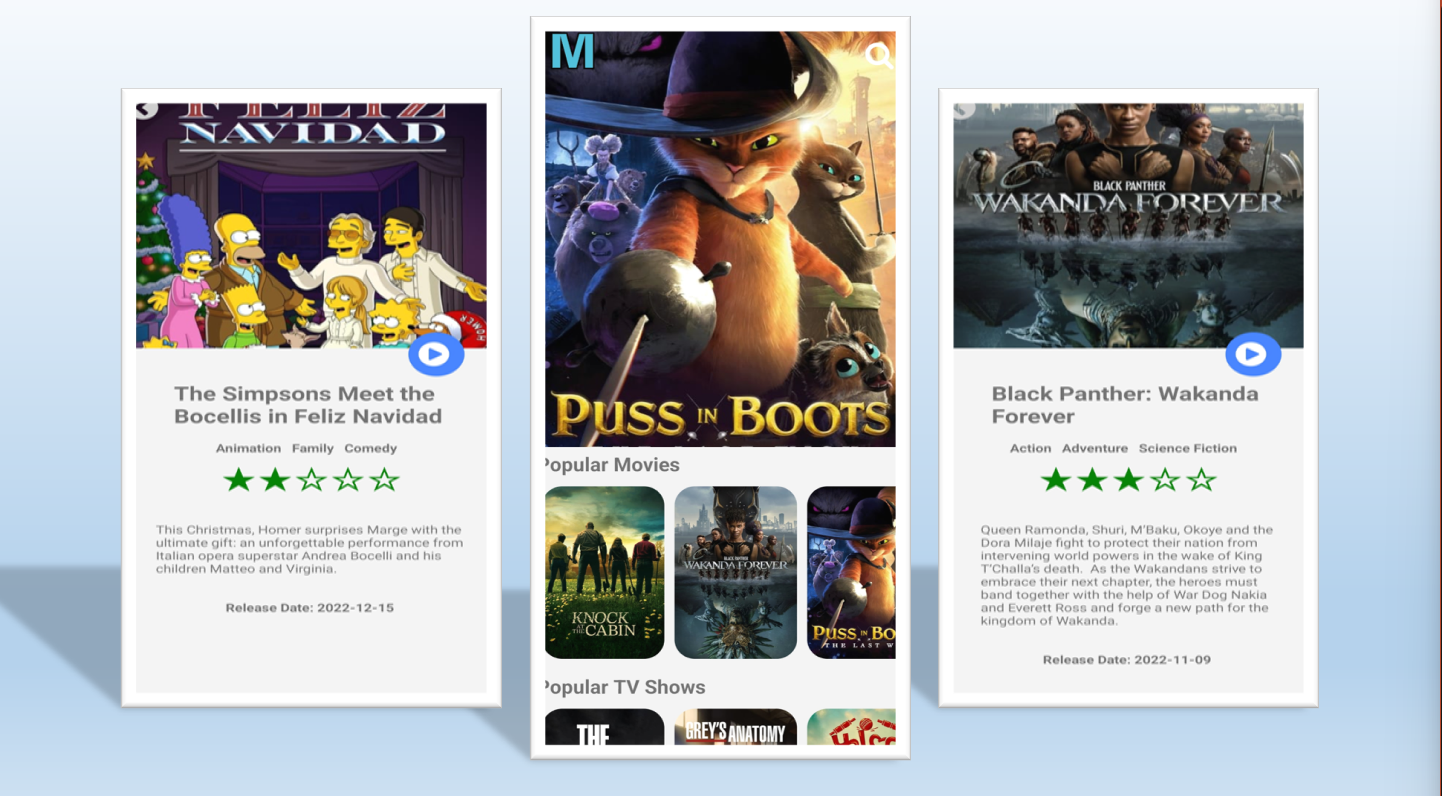 FELIZ
NAVIDAD
HOMER
The Simpsons Meet the
Bocellis in Feliz Navidad
Animation Family Comedy
This Christmas, Homer surprises Marge with the
ultimate gift: an unforgettable performance from
Italian opera superstar Andrea Bocelli and his
children Matteo and Virginia.
Release Date: 2022-12-15
M
PUSS IN BOOTS
Popular Movies
KNOCK
AT THE CABIN
BLACK PANTHER
WAKANDA FOREVER
PUSS IN BO
THE LAST W
Popular TV Shows
THE
GREY'S ANATOMY
BLACK PANTHER
WAKANDA FOREVER
Black Panther: Wakanda
Forever
Action Adventure Science Fiction
Queen Ramonda, Shuri, M'Baku, Okoye and the
Dora Milaje fight to protect their nation from
intervening world powers in the wake of King
T'Challa's death. As the Wakandans strive to
embrace their next chapter, the heroes must
band together with the help of War Dog Nakia
and Everett Ross and forge a new path for the
kingdom of Wakanda.
Release Date: 2022-11-09